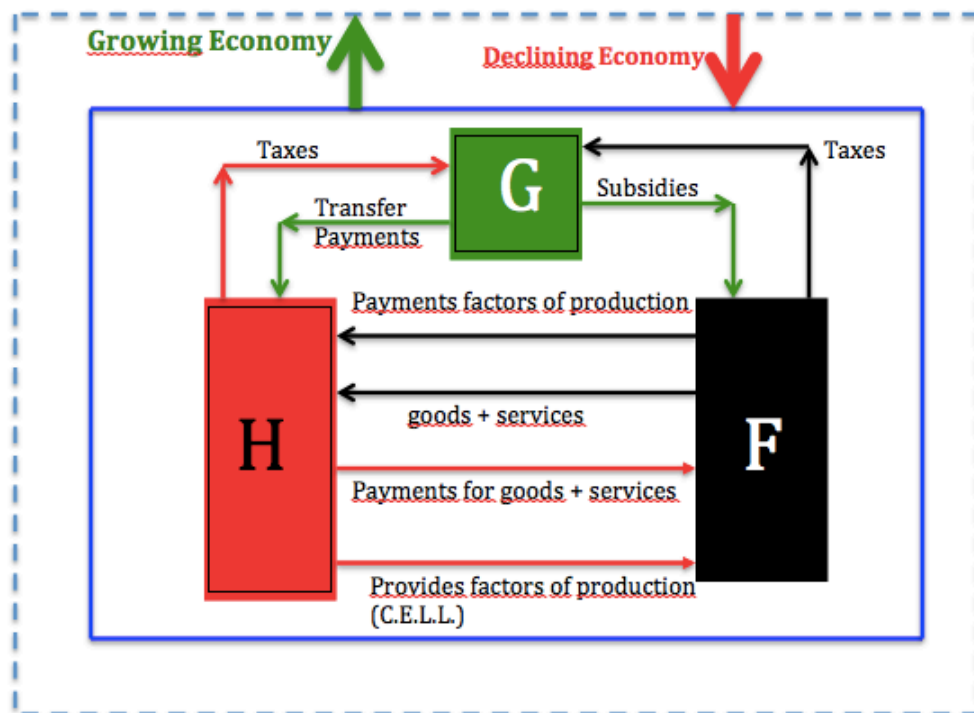 Growing Economy
Declining Economy
Taxes
G
Taxes
Subsidies
Transfer
Payments
Payments factors of production
goods + services
H
F
Payments for goods + services
Provides factors of production
(C.E.L.L.)